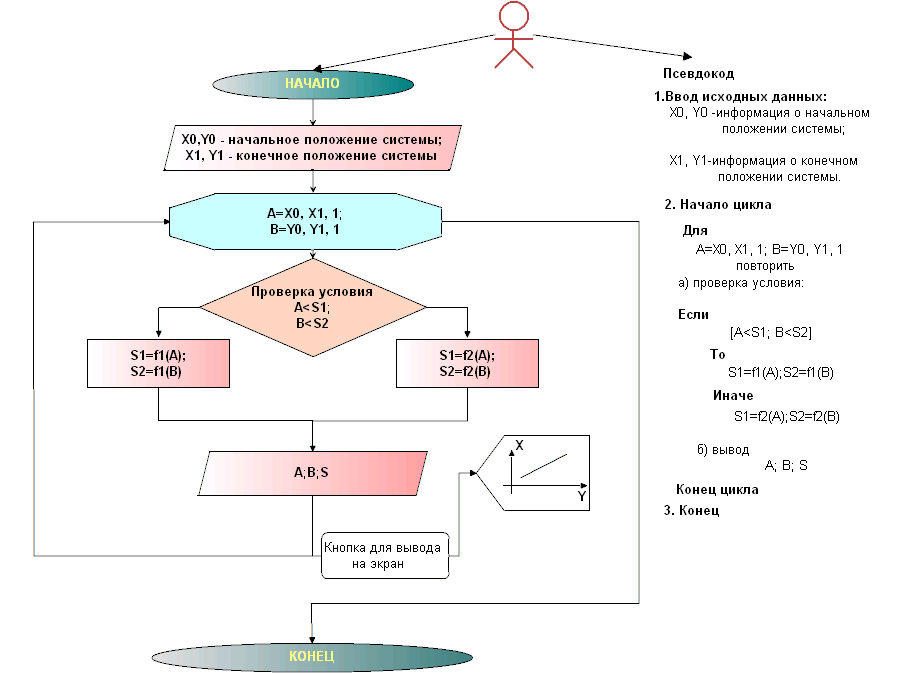 НАЧАЛО
X0,Y0 - начальное положение системы;
X1, Y1 - конечное положение системы
A=X0, X1, 1;
B=Y0, Y1, 1
Проверка условия
A<S1;
B<S2
S1=f1(A);
S2=f1(B)
S1=f2(A);
S2=f2(B)
A;B;S
X
Y
Кнопка для вывода
на экран
КОНЕЦ
Псевдокод
1.Ввод исходных данных:
X0, Y0 -информация о начальном
положении системы;
X1, Y1-информация о конечном
положении системы.
2. Начало цикла
Для
A=X0, X1, 1; B=Y0, Y1, 1
повторить
а) проверка условия:
Если
[A<S1; B<S2]
То
S1=f1(A);S2=f1(B)
Иначе
S1=f2(A);S2=f2(B)
б) вывод
A; B; S
Конец цикла
3. Конец